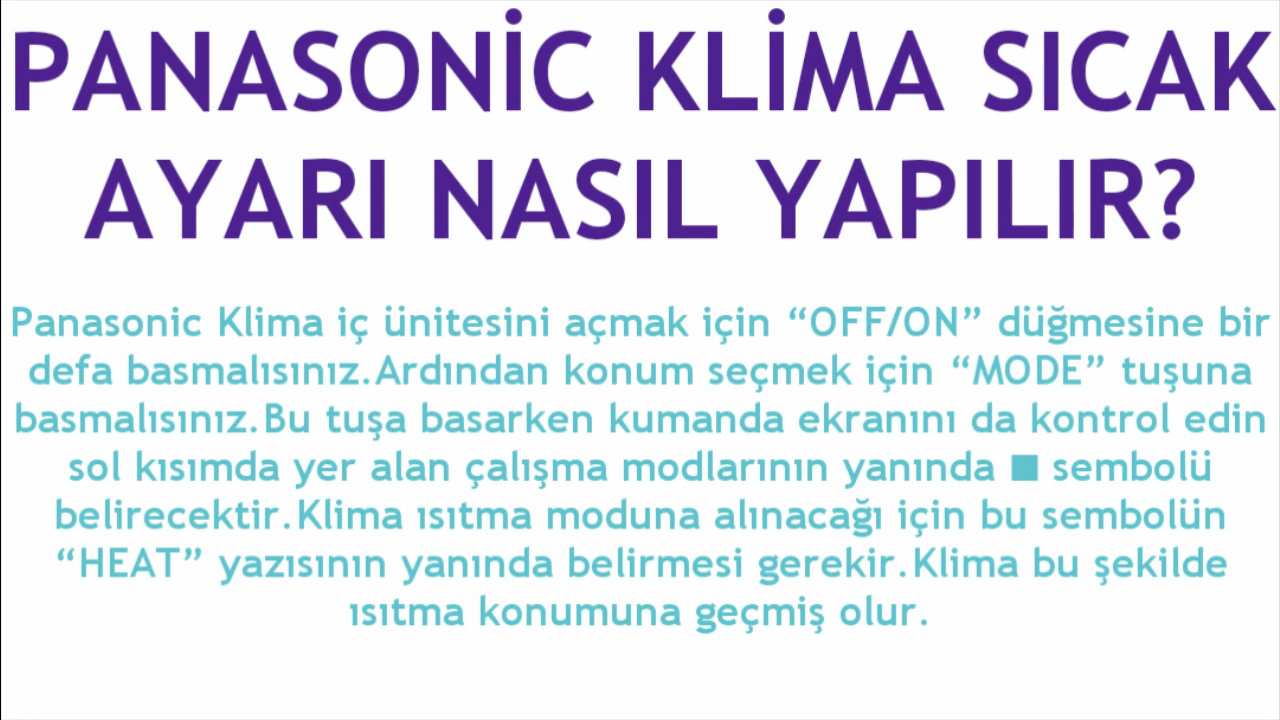 PANASONİC KLİMA SICAK
AYARI NASIL YAPILIR?
Panasonic Klima iç ünitesini açmak için “OFF/ON” düğmesine bir
defa basmalısınız.Ardından konum seçmek için “MODE” tuşuna
basmalısınız.Bu tuşa basarken kumanda ekranını da kontrol edin
sol kısımda yer alan çalışma modlarının yanında ■ sembolü
belirecektir.Klima ısıtma moduna alınacağı için bu sembolün
“HEAT” yazısının yanında belirmesi gerekir.Klima bu şekilde
ısıtma konumuna geçmiş olur.